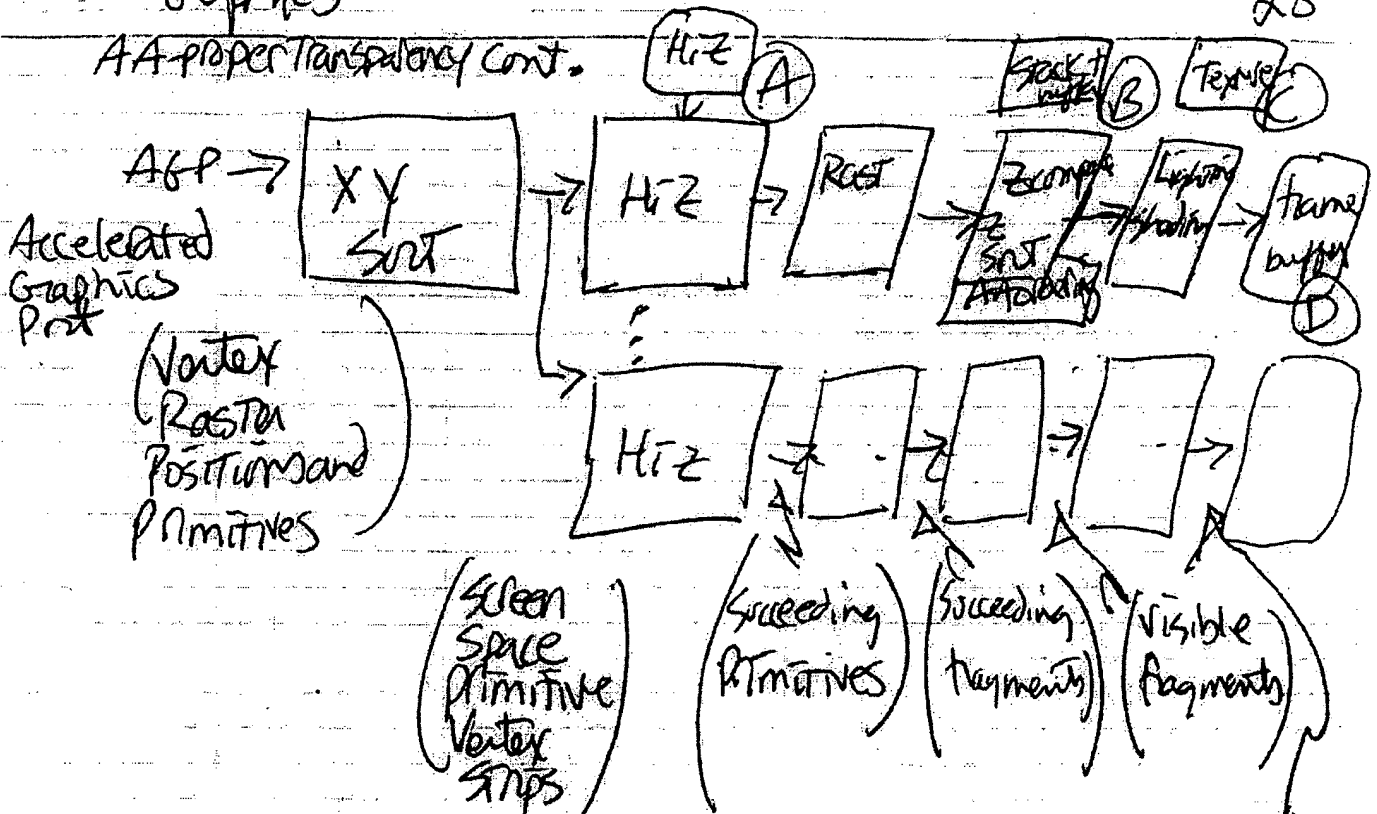 28
AA-proper Transparency cont.
HiZ
A
B
Texture
C
AGP
XY
Sort
HiZ
Rast
Zcompare
Z
Sort
Lighting
shading
frame
buffer
D
Accelerated
Graphics
Port
(Vertex
Raster
Positions and
Primitives)
HiZ
(Screen
Space
Primitive
Vertex
Strips)
(Succeeding
Primitives)
(Succeeding
fragments)
(Visible
fragments)